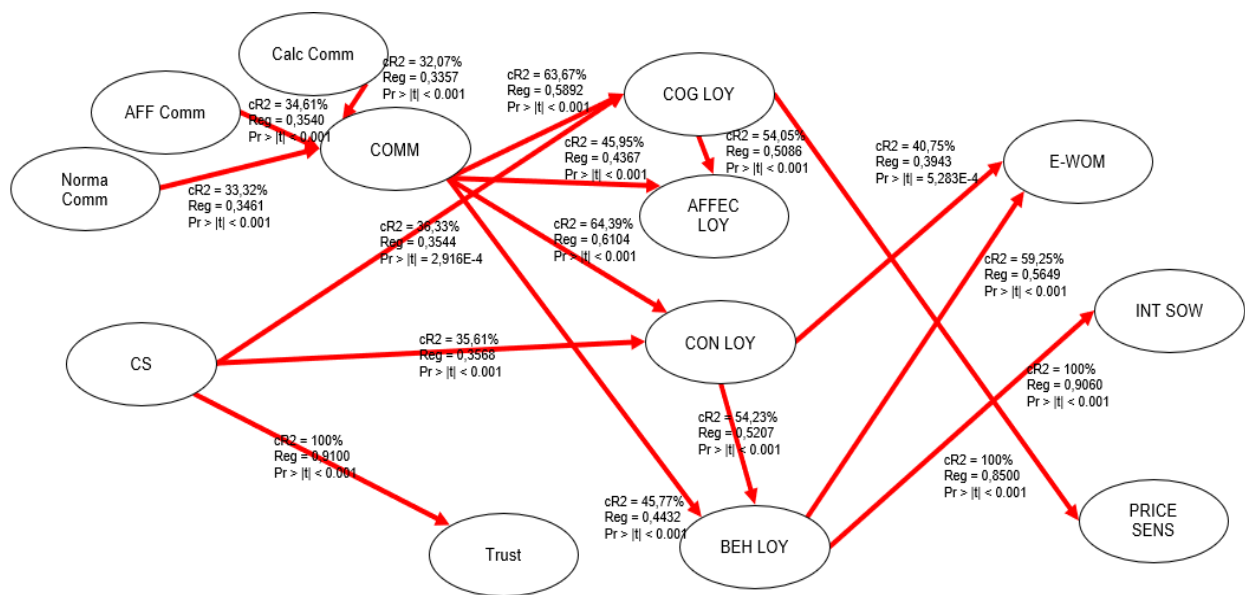 Calc Comm
cR2 = 32,07%
Reg = 0,3357
Pr > |t| < 0.001
AFF Comm
cR2 = 34,61%
Reg = 0,3540
Pr > |t| < 0.001
COMM
Norma
Comm
cR2 = 33,32%
Reg = 0,3461
Pr > |t| < 0.001
cR2 = 63,67%
Reg = 0,5892
Pr > |t| < 0.001
COG LOY
cR2 = 45,95%
Reg = 0,4367
Pr > |t| < 0.001
cR2 = 54,05%
Reg = 0,5086
Pr > |t| < 0.001
AFFEC
LOY
cR2 = 36,33%
Reg = 0,3544
Pr > |t| = 2,916E-4
cR2 = 64,39%
Reg = 0,6104
Pr > |t| < 0.001
cR2 = 40,75%
Reg = 0,3943
Pr > |t| = 5,283E-4
E-WOM
cR2 = 59,25%
Reg = 0,5649
Pr > |t| < 0.001
INT SOW
CS
cR2 = 35,61%
Reg = 0,3568
Pr > |t| < 0.001
CON LOY
cR2 = 100%
Reg = 0,9060
Pr > |t| < 0.001
cR2 = 54,23%
Reg = 0,5207
Pr > |t| < 0.001
cR2 = 100%
Reg = 0,9100
Pr > |t| < 0.001
cR2 = 100%
Reg = 0,8500
Pr > |t| < 0.001
cR2 = 45,77%
Reg = 0,4432
Pr > |t| < 0.001
Trust
BEH LOY
PRICE
SENS